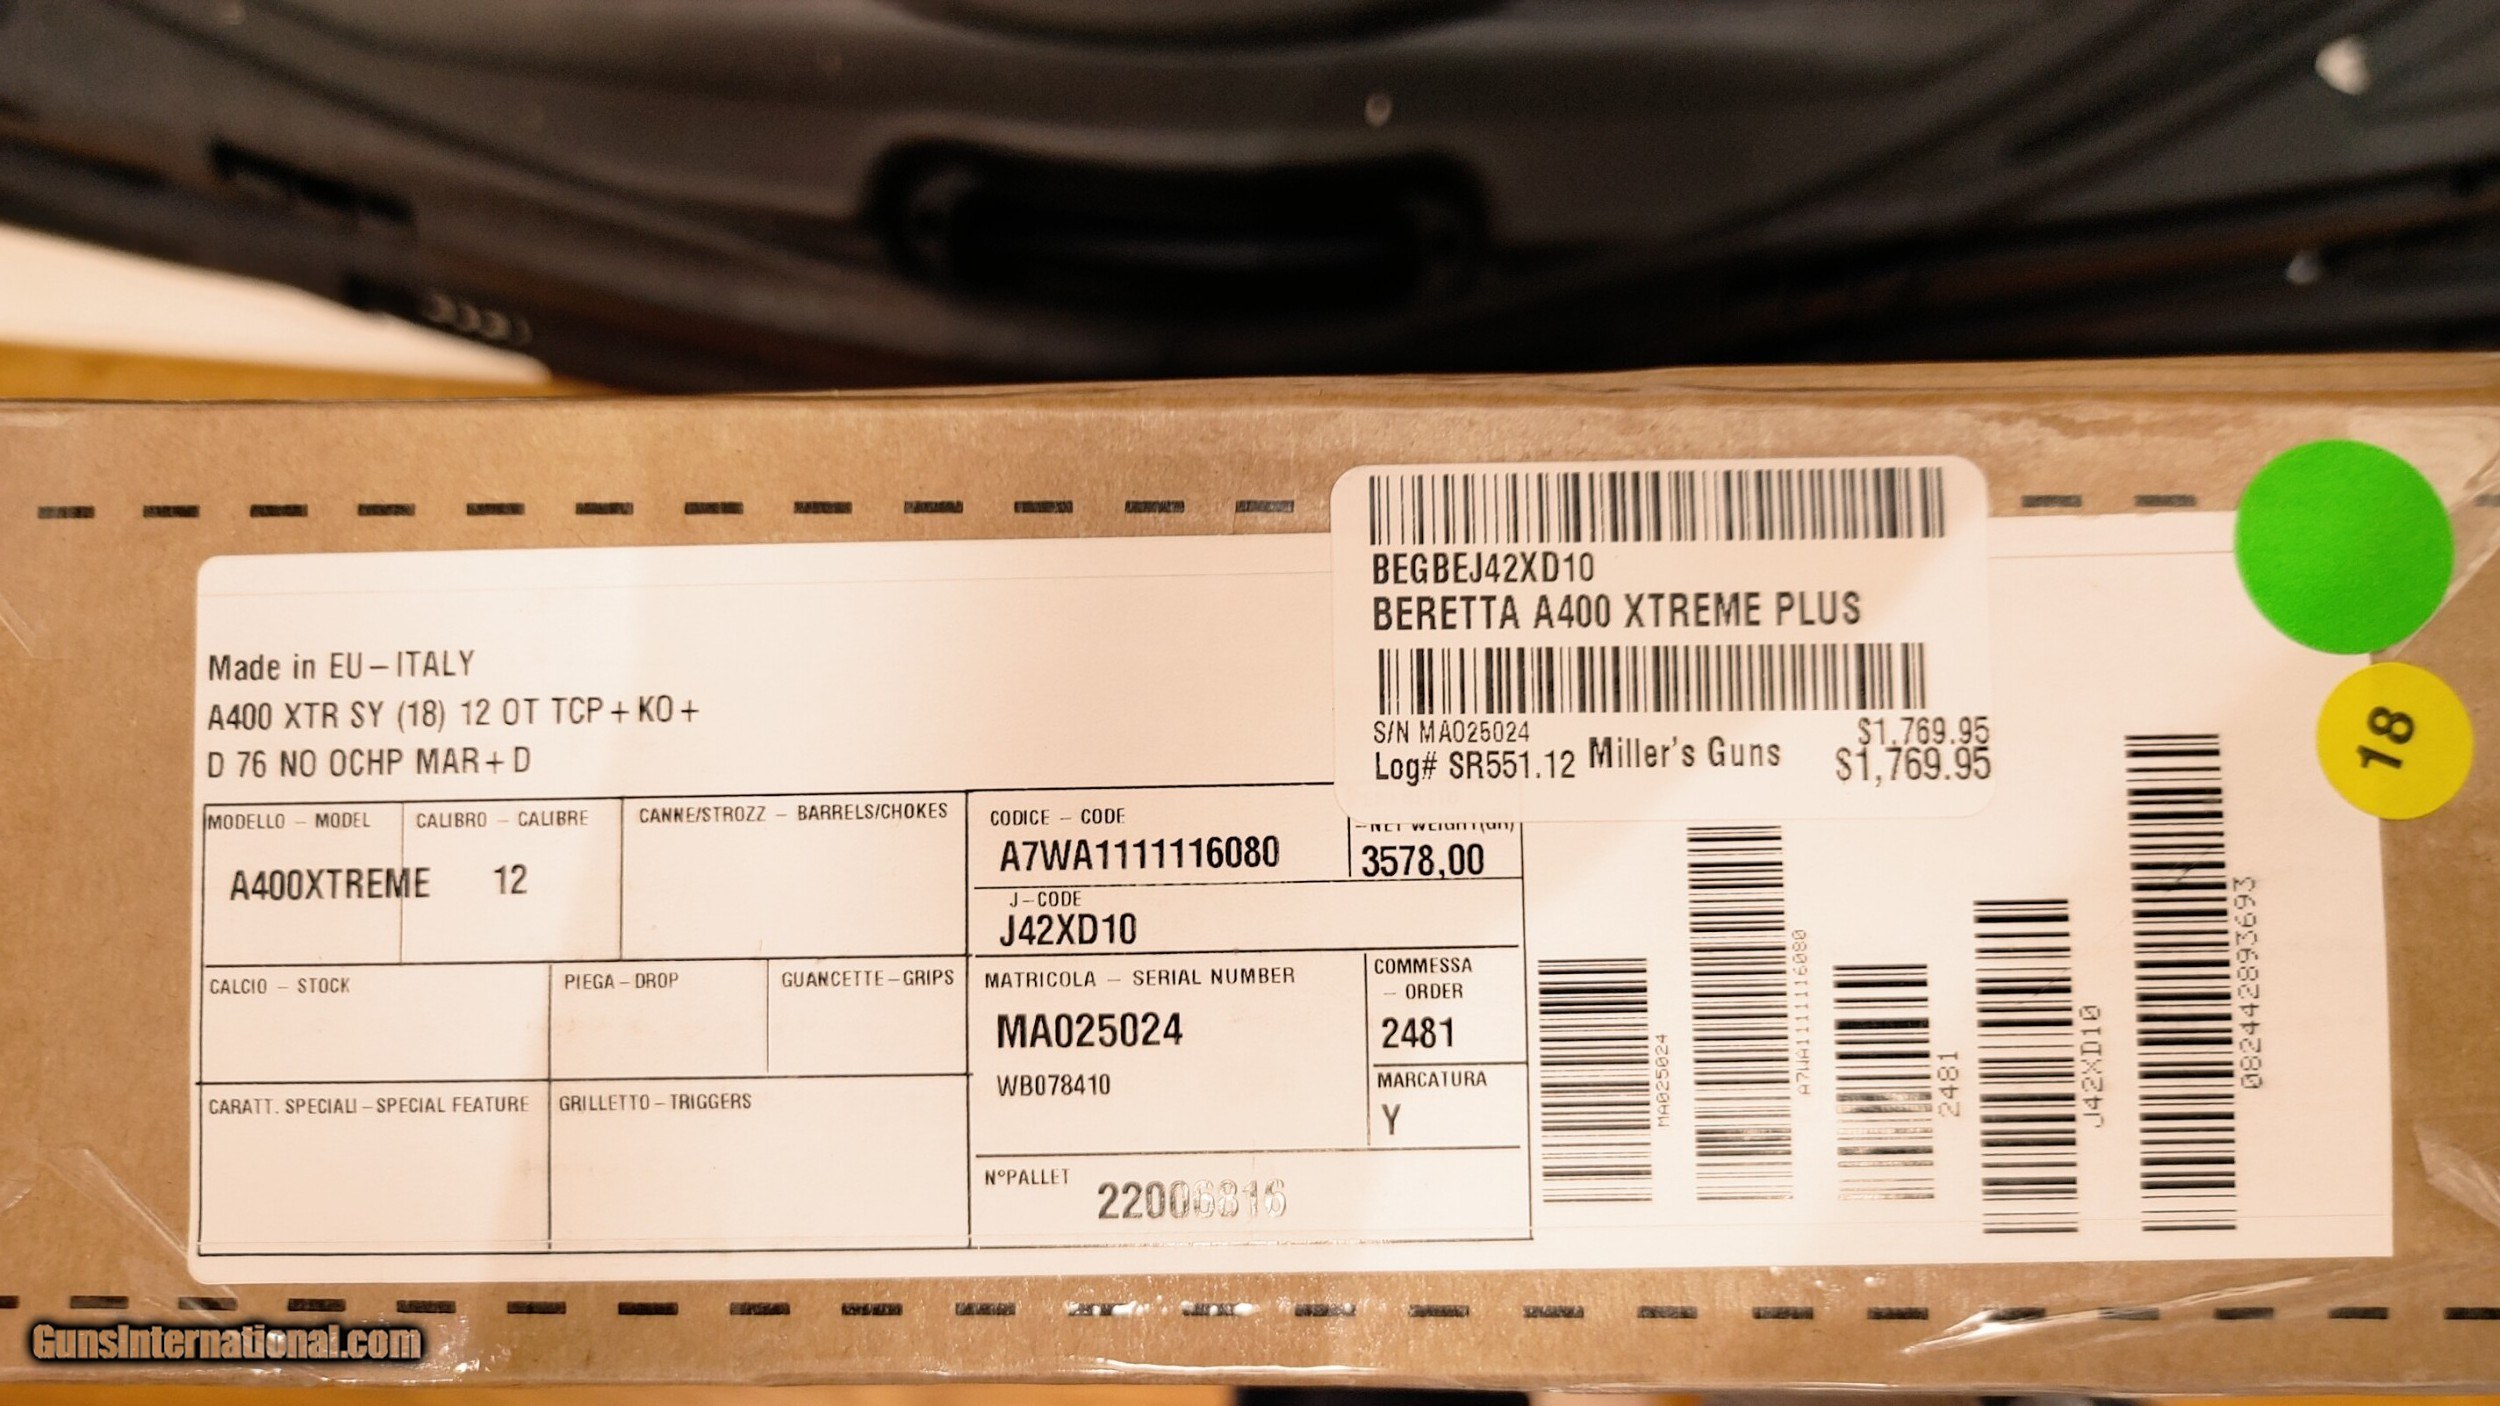 BEGBEJ42XD10
BERETTA A400 XTREME PLUS
S/N MA025024 $1,769.95
Log# SR551.12 Miller's Guns $1,769.95
18
Made in EU – ITALY
A400 XTR SY (18) 12 OT TCP + KO +
D 76 NO OCHP MAR + D
MODELLO – MODEL
A400XTREME
CALIBRO – CALIBRE
12
CANNE/STROZZ – BARRELS/CHOKES
CODICE – CODE
A7WA1111116080
NET WEIGHT(GR)
3578,00
J-CODE
J42XD10
CALCIO – STOCK
PIEGA – DROP
GUANCETTE – GRIPS
MATRICOLA – SERIAL NUMBER
MA025024
WB078410
COMMESSA
– ORDER
2481
MARCATURA
Y
CARATT. SPECIALI – SPECIAL FEATURE
GRILLETTO – TRIGGERS
N°PALLET
22006816
MA025024
A7WA1111116080
2481
J42XD10
082442893693
GunsInternational.com